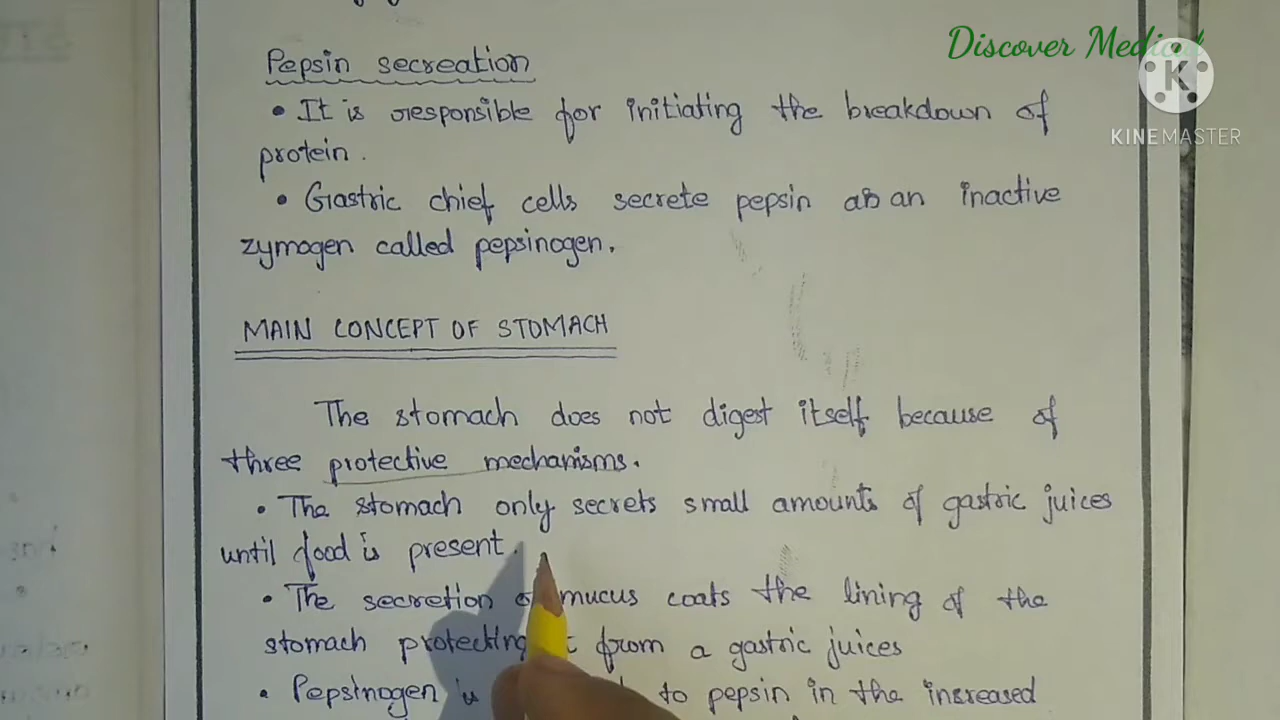 Discover Medical
KINEMASTER
Pepsin secreation
• It is responsible for initiating the breakdown of
protein.
• Gastric chief cells secrete pepsin as an inactive
zymogen called pepsinogen.
MAIN CONCEPT OF STOMACH
The stomach does not digest itself because of
three protective mechanisms.
• The stomach only secrets small amounts of gastric juices
until food is present.
• The secretion of mucus coats the lining of the
stomach protecting from a gastric juices
• Pepsinogen is to pepsin in the increased